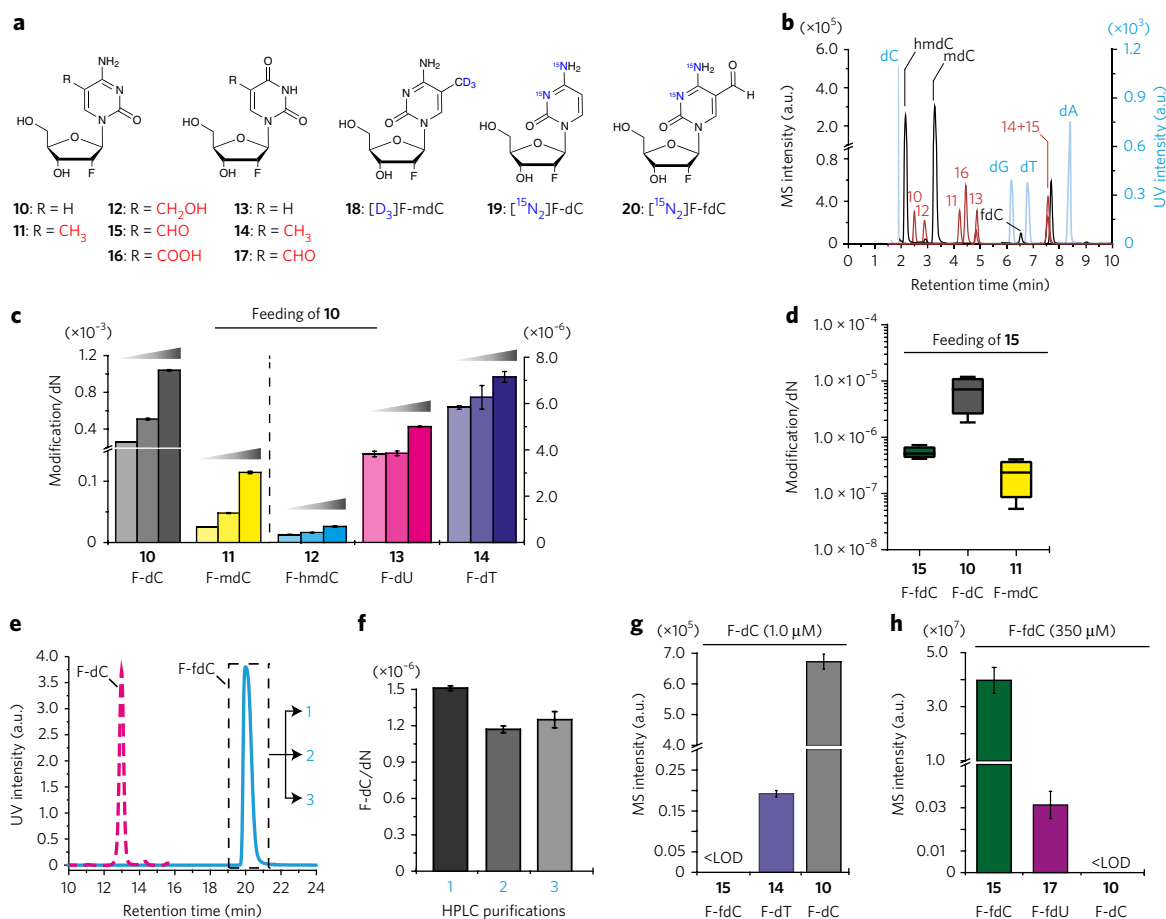 a
R
NH2
N
O
N
O
HO
OH
F
R
O
NH
N
O
O
HO
OH
F
NH2
CD3
N
O
N
O
HO
OH
F
15NH2
15N
O
N
O
HO
OH
F
15NH2
O
H
15N
O
N
O
HO
OH
F
10: R = H
12: R = CH2OH
13: R = H
18: [D3]F-mdC
19: [15N2]F-dC
20: [15N2]F-fdC
11: R = CH3
15: R = CHO
14: R = CH3
16: R = COOH
17: R = CHO
b
(×10⁵)
(×10³)
MS intensity (a.u.)
6.0
4.0
2.0
0.8
0.4
0
dC
hmdC
mdC
10
12
11
16
13
fdC
dG
dT
14+15
dA
1.2
0.9
0.6
0.3
0
UV intensity (a.u.)
0 1 2 3 4 5 6 7 8 9 10
Retention time (min)
c
(×10⁻³)
Feeding of 10
(×10⁻⁶)
Modification/dN
1.2
0.8
0.4
0.1
0
8.0
6.0
4.0
2.0
0
10 11 12 13 14
F-dC F-mdC F-hmdC F-dU F-dT
d
Feeding of 15
Modification/dN
1.0 × 10⁻⁴
1.0 × 10⁻⁵
1.0 × 10⁻⁶
1.0 × 10⁻⁷
1.0 × 10⁻⁸
15 10 11
F-fdC F-dC F-mdC
e
UV intensity (a.u.)
4.0
3.5
3.0
2.5
2.0
1.5
1.0
0.5
0
F-dC
F-fdC
1
2
3
10 12 14 16 18 20 22 24
Retention time (min)
f
(×10⁻⁶)
F-dC/dN
1.5
1.2
0.9
0.6
0.3
0
1 2 3
HPLC purifications
g
(×10⁵)
F-dC (1.0 μM)
MS intensity (a.u.)
7.0
6.0
5.0
4.0
0.25
0.15
0.05
0
<LOD
15 14 10
F-fdC F-dT F-dC
h
(×10⁷)
F-fdC (350 μM)
MS intensity (a.u.)
5.0
3.0
1.0
0.03
0.01
0
<LOD
15 17 10
F-fdC F-fdU F-dC